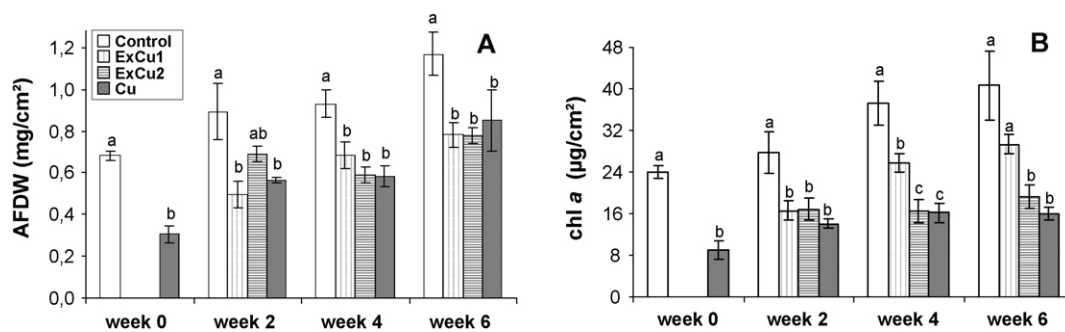 A
AFDW (mg/cm²)
1,2
1,0
0,8
0,6
0,4
0,2
0,0
Control
ExCu1
ExCu2
Cu
a
b
a
b
ab
b
a
b
b
b
a
b
b
b
week 0
week 2
week 4
week 6
B
chl a (µg/cm²)
48
40
32
24
16
8
0
a
b
a
b
b
b
a
b
c
c
a
a
b
b
week 0
week 2
week 4
week 6